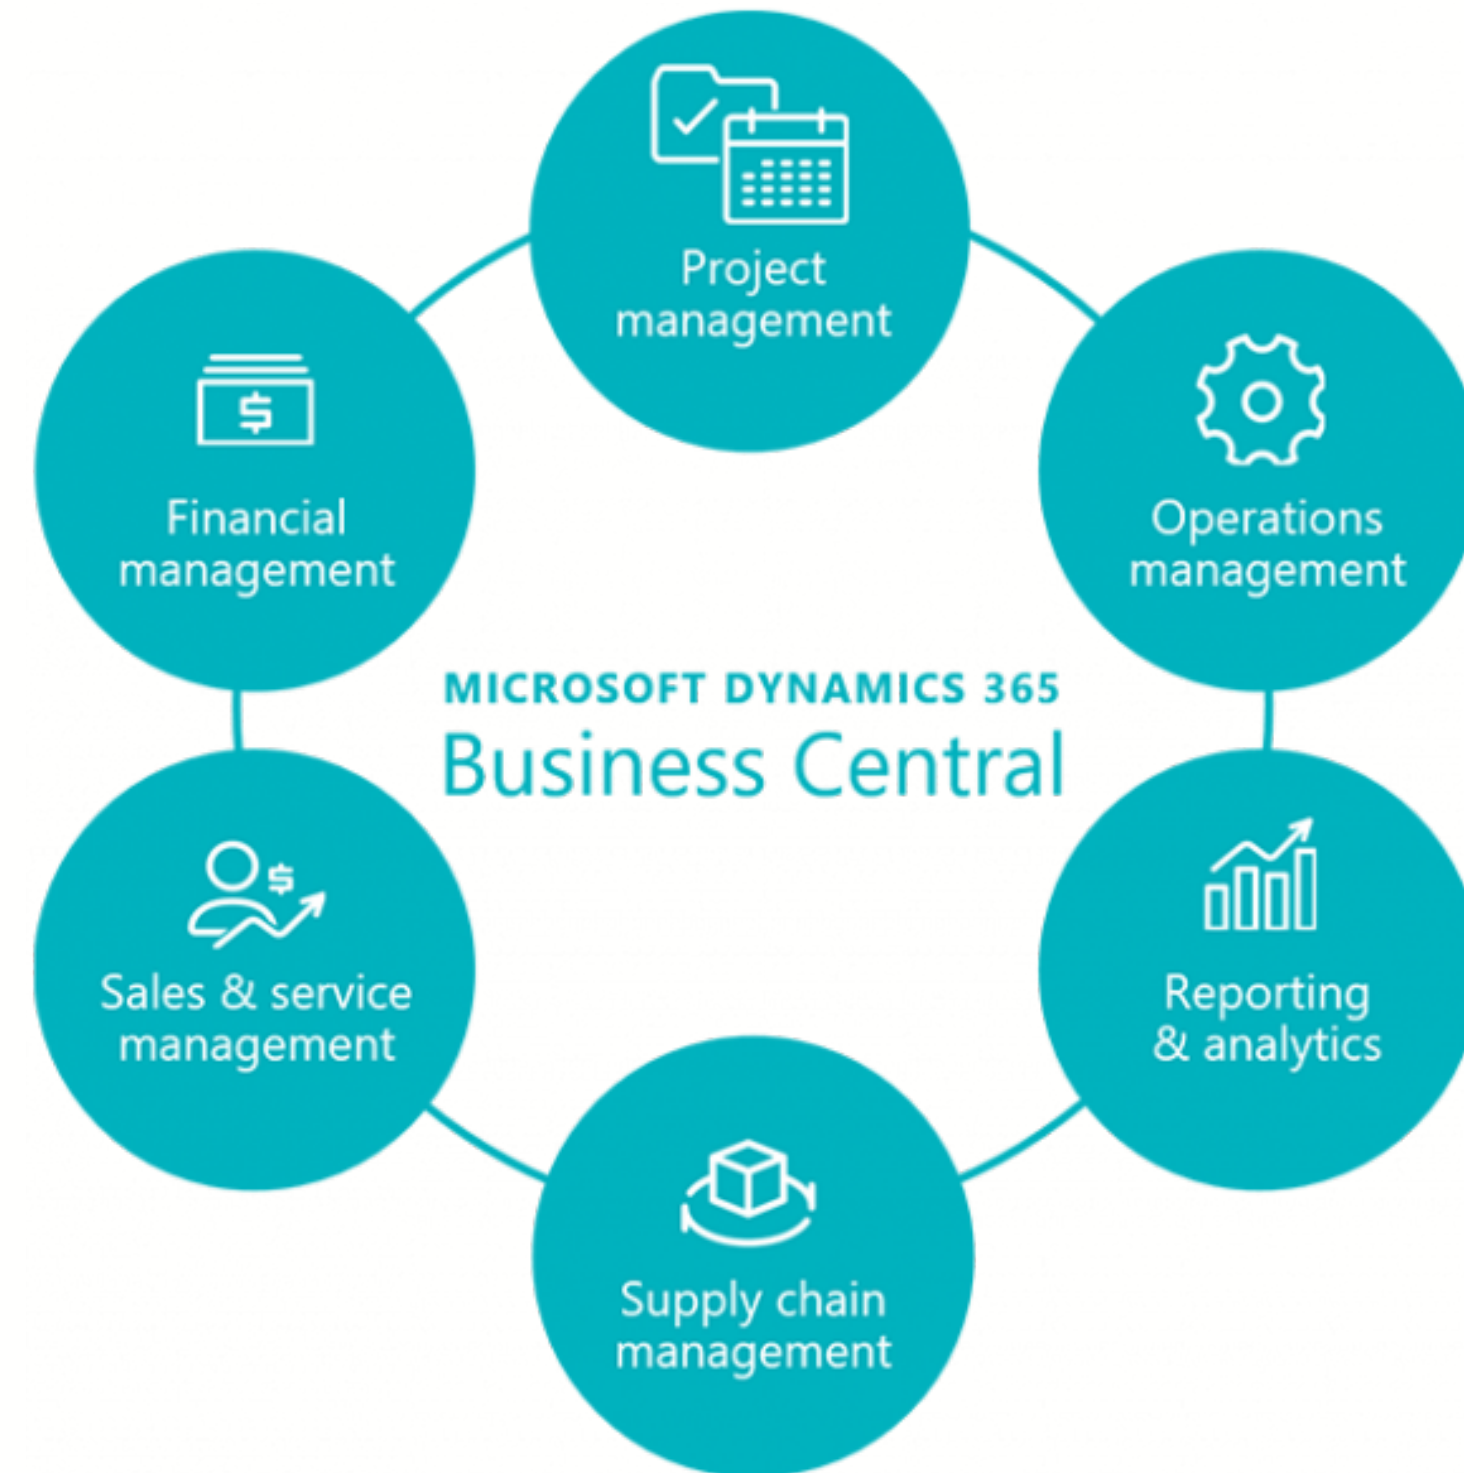 Project
management
Financial
management
Operations
management
MICROSOFT DYNAMICS 365
Business Central
Sales & service
management
Reporting
& analytics
Supply chain
management